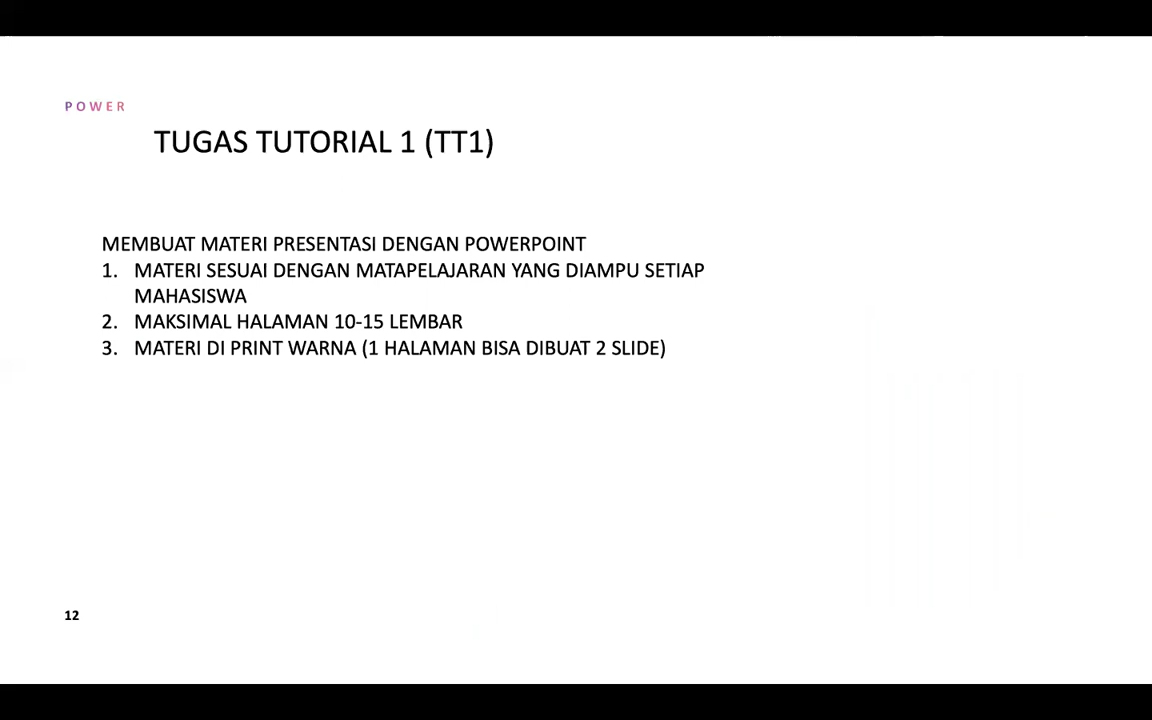 POWER
TUGAS TUTORIAL 1 (TT1)
MEMBUAT MATERI PRESENTASI DENGAN POWERPOINT
1. MATERI SESUAI DENGAN MATAPELAJARAN YANG DIAMPU SETIAP
MAHASISWA
2. MAKSIMAL HALAMAN 10-15 LEMBAR
3. MATERI DI PRINT WARNA (1 HALAMAN BISA DIBUAT 2 SLIDE)
12